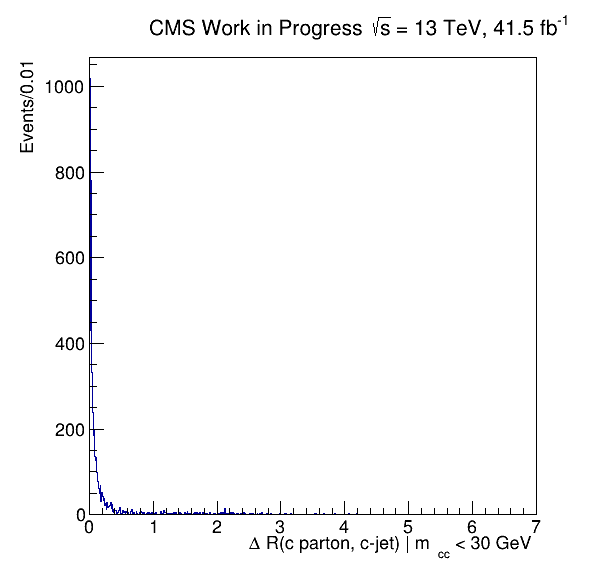 CMS Work in Progress √s = 13 TeV, 41.5 fb⁻¹
Events/0.01
1000
800
600
400
200
0
0 1 2 3 4 5 6 7
Δ R(c parton, c-jet) | m cc < 30 GeV